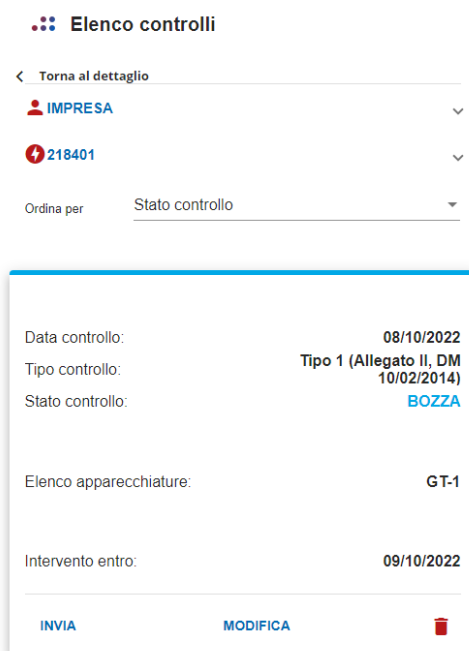 Elenco controlli
Torna al dettaglio
IMPRESA
218401
Ordina per Stato controllo
Data controllo: 08/10/2022
Tipo controllo: Tipo 1 (Allegato II, DM
10/02/2014)
Stato controllo: BOZZA
Elenco apparecchiature: GT-1
Intervento entro: 09/10/2022
INVIA MODIFICA